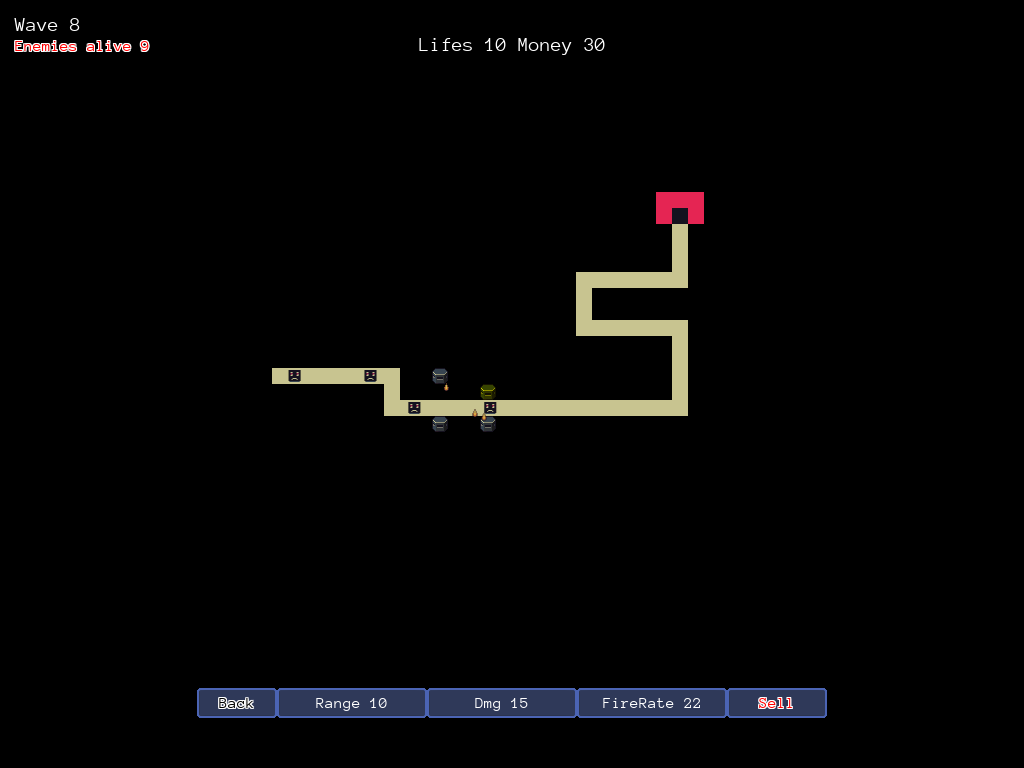 Wave 8
Enemies alive 9
Lifes 10 Money 30
Back
Range 10
Dmg 15
FireRate 22
Sell